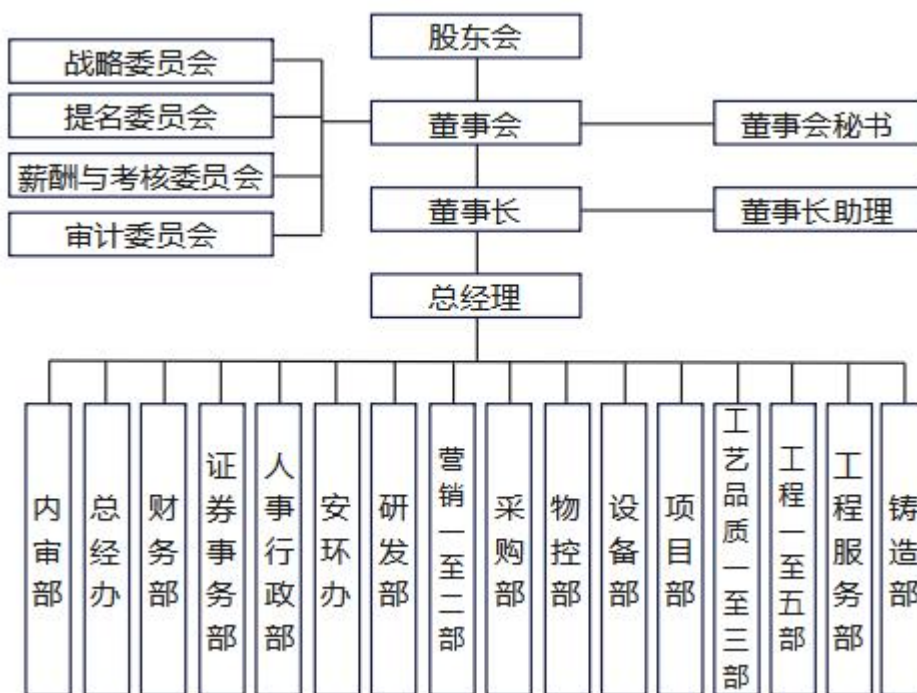 股东会
战略委员会
提名委员会
薪酬与考核委员会
审计委员会
董事会
董事会秘书
董事长
董事长助理
总经理
内审部
总经办
财务部
证券事务部
人事行政部
安环办
研发部
营销一至二部
采购部
物控部
设备部
项目部
工艺品质一至三部
工程一至五部
工程服务部
铸造部